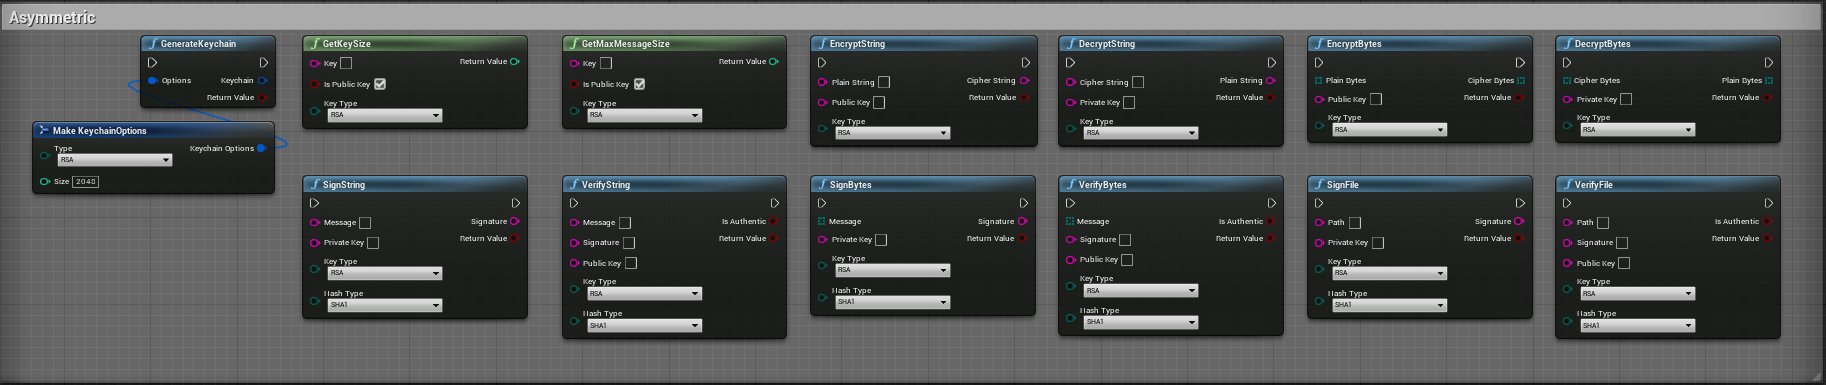 Asymmetric
GenerateKeychain
Options
Keychain
Return Value
Make KeychainOptions
Type
RSA
Keychain Options
Size 2048
GetKeySize
Key
Return Value
Is Public Key
Key Type
RSA
GetMaxMessageSize
Key
Return Value
Is Public Key
Key Type
RSA
EncryptString
Plain String
Cipher String
Public Key
Return Value
Key Type
RSA
DecryptString
Cipher String
Plain String
Private Key
Return Value
Key Type
RSA
EncryptBytes
Plain Bytes
Cipher Bytes
Public Key
Return Value
Key Type
RSA
DecryptBytes
Cipher Bytes
Plain Bytes
Private Key
Return Value
Key Type
RSA
SignString
Message
Signature
Private Key
Return Value
Key Type
RSA
Hash Type
SHA1
VerifyString
Message
Is Authentic
Signature
Return Value
Public Key
Key Type
RSA
Hash Type
SHA1
SignBytes
Message
Signature
Private Key
Return Value
Key Type
RSA
Hash Type
SHA1
VerifyBytes
Message
Is Authentic
Signature
Return Value
Public Key
Key Type
RSA
Hash Type
SHA1
SignFile
Path
Signature
Private Key
Return Value
Key Type
RSA
Hash Type
SHA1
VerifyFile
Path
Is Authentic
Signature
Return Value
Public Key
Key Type
RSA
Hash Type
SHA1